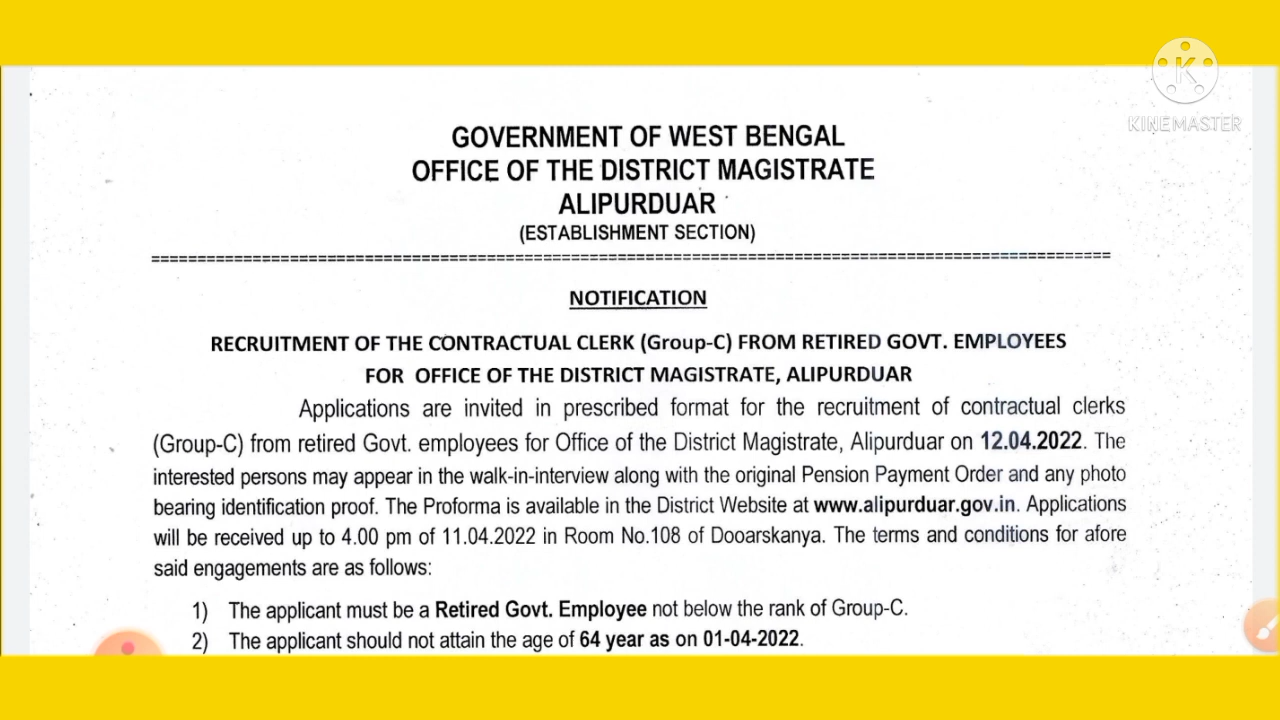 K
KINEMASTER
GOVERNMENT OF WEST BENGAL
OFFICE OF THE DISTRICT MAGISTRATE
ALIPURDUAR
(ESTABLISHMENT SECTION)
================================================================================
NOTIFICATION
RECRUITMENT OF THE CONTRACTUAL CLERK (Group-C) FROM RETIRED GOVT. EMPLOYEES
FOR OFFICE OF THE DISTRICT MAGISTRATE, ALIPURDUAR
Applications are invited in prescribed format for the recruitment of contractual clerks
(Group-C) from retired Govt. employees for Office of the District Magistrate, Alipurduar on 12.04.2022. The
interested persons may appear in the walk-in-interview along with the original Pension Payment Order and any photo
bearing identification proof. The Proforma is available in the District Website at www.alipurduar.gov.in. Applications
will be received up to 4.00 pm of 11.04.2022 in Room No.108 of Dooarskanya. The terms and conditions for afore
said engagements are as follows:
1) The applicant must be a Retired Govt. Employee not below the rank of Group-C.
2) The applicant should not attain the age of 64 year as on 01-04-2022.